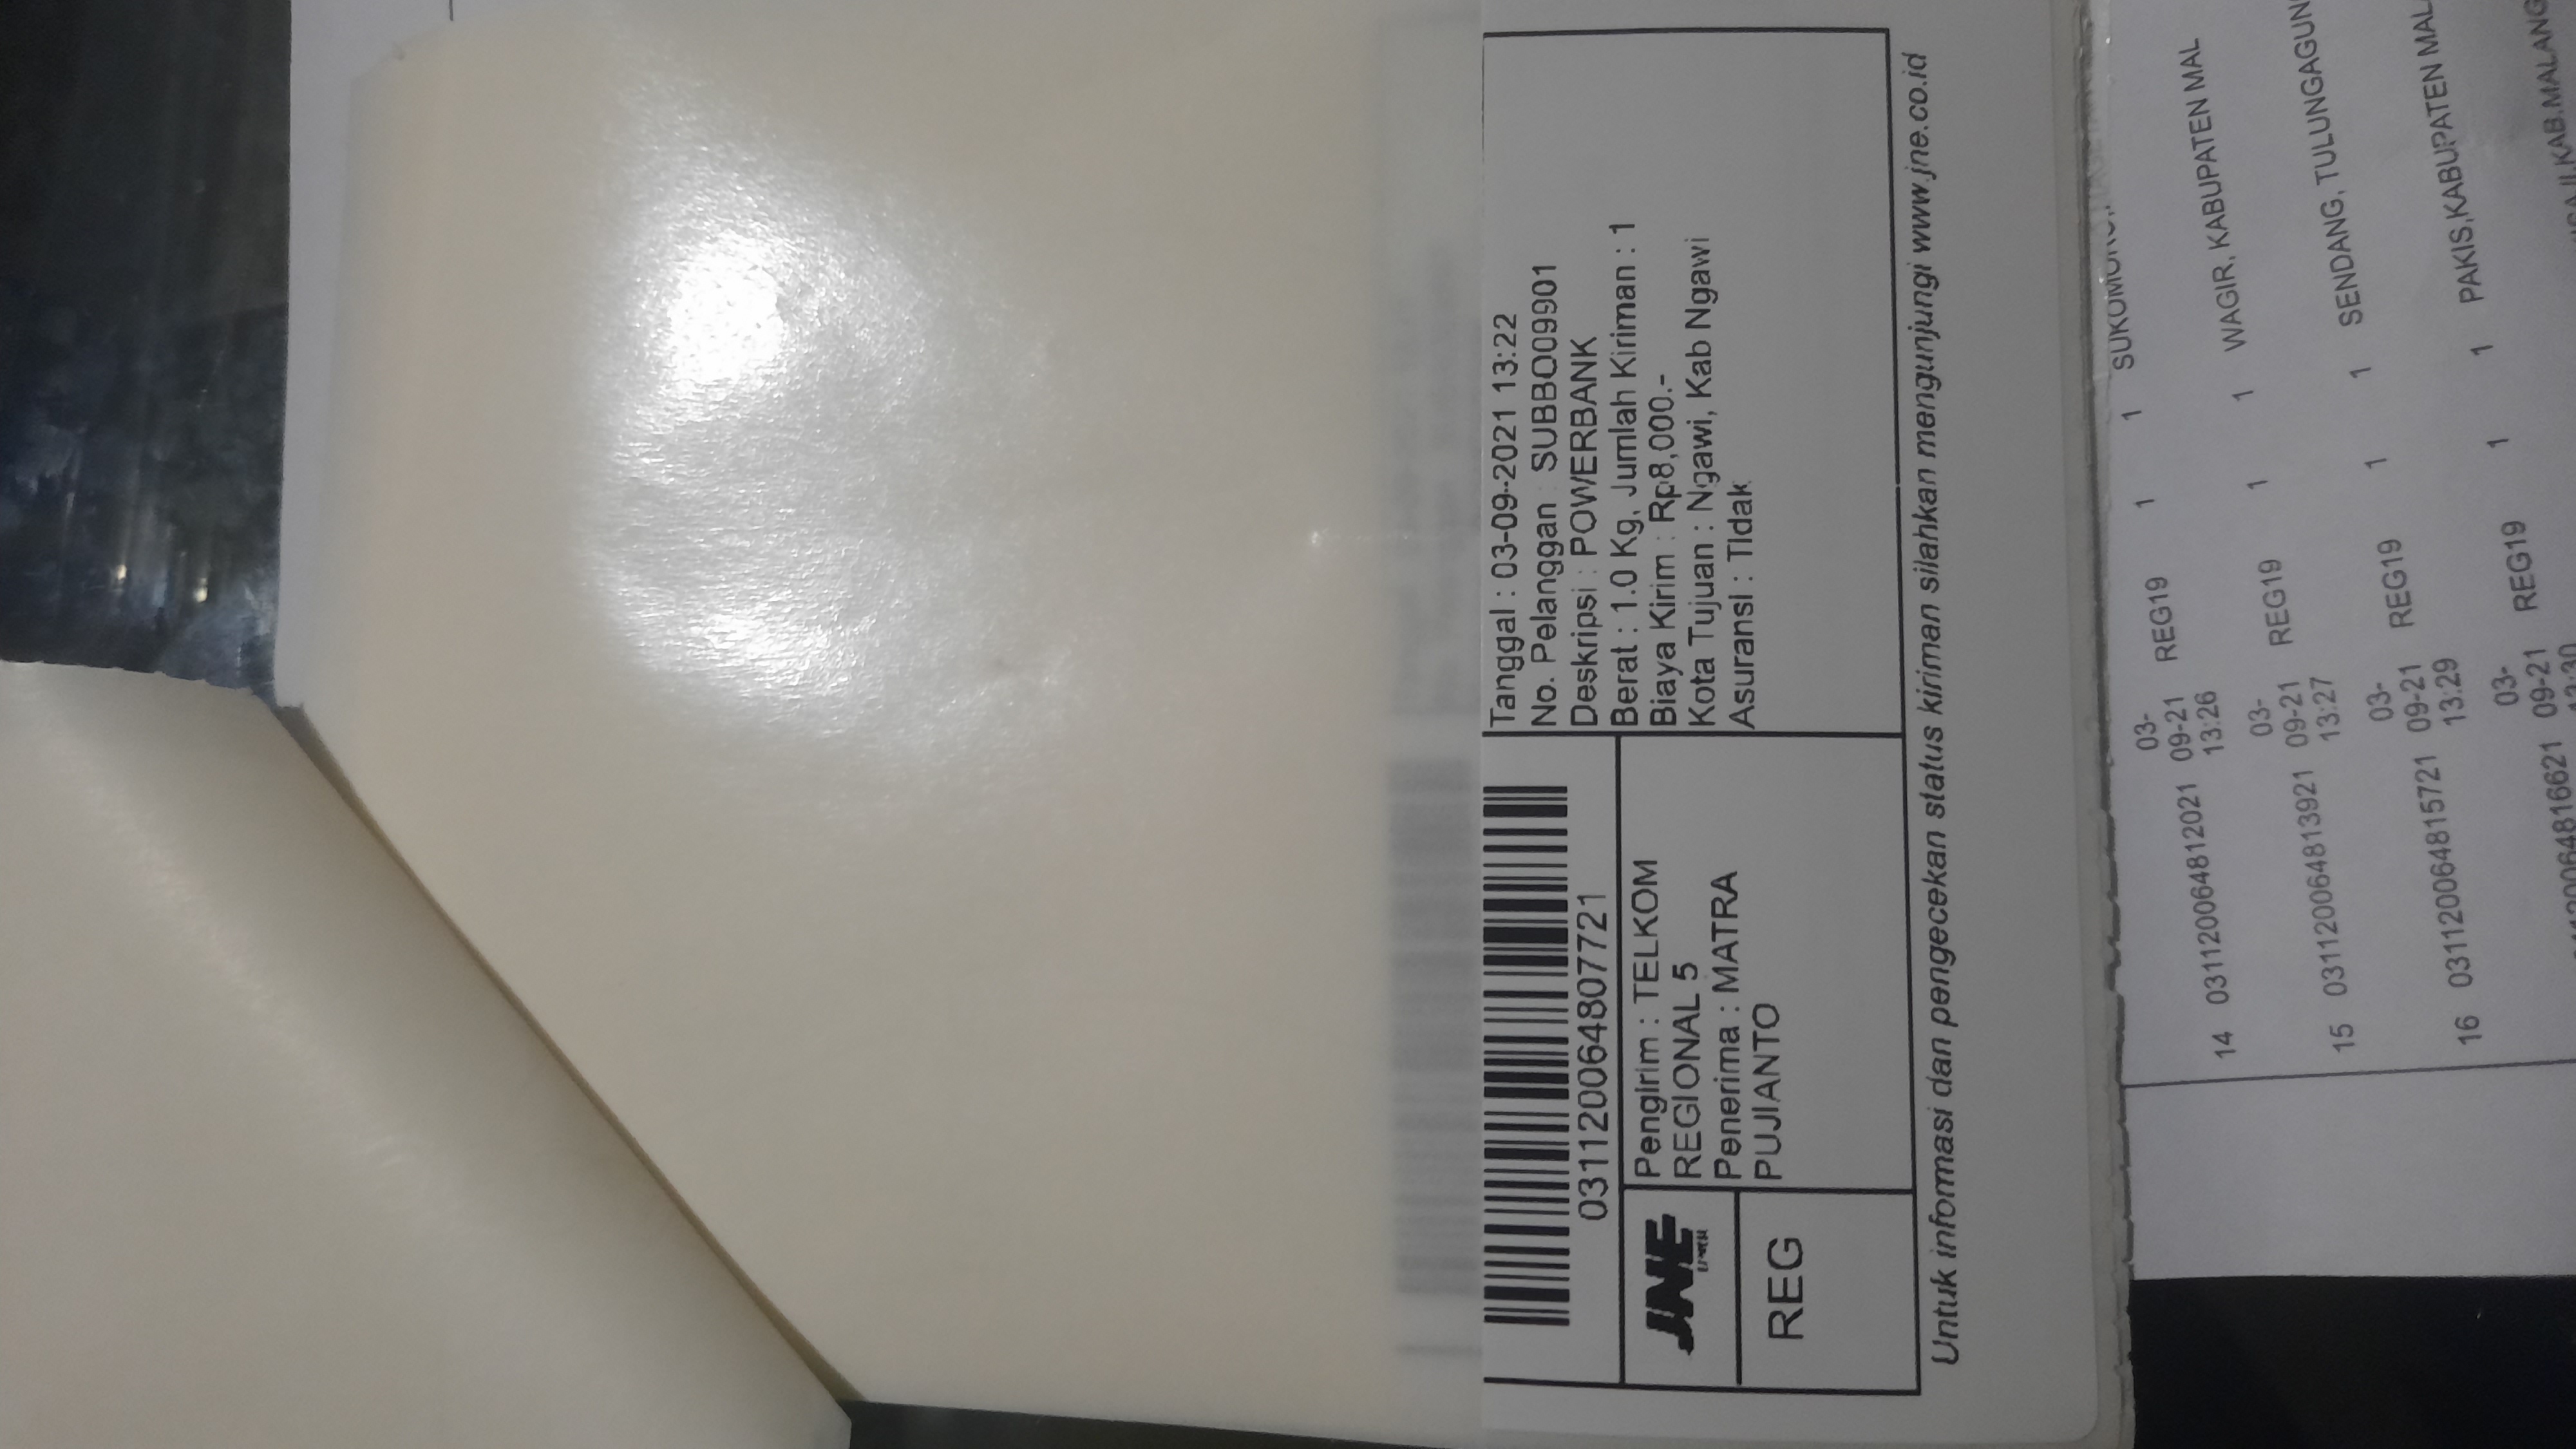 Tanggal : 03-09-2021 13:22
No. Pelanggan : SUBBO09901
Deskripsi : POWERBANK
Berat : 1.0 Kg, Jumlah Kiriman : 1
Biaya Kirim : Rp8,000.-
Kota Tujuan : Ngawi, Kab Ngawi
Asuransi : Tidak
031120064807721
JNE
REG
Pengirim : TELKOM
REGIONAL 5
Penerima : MATRA
PUJIANTO
Untuk informasi dan pengecekan status kiriman silahkan mengunjungi www.jne.co.id
14 031120064812021 03-09-21 13:26 REG19 1 1
15 031120064813921 03-09-21 13:27 REG19 1 1 WAGIR, KABUPATEN MAL
16 031120064815721 03-09-21 13:29 REG19 1 1 SENDANG, TULUNGAGUN
03-09-21 REG19 1 1 PAKIS,KABUPATEN MAL
KAB.MALANG